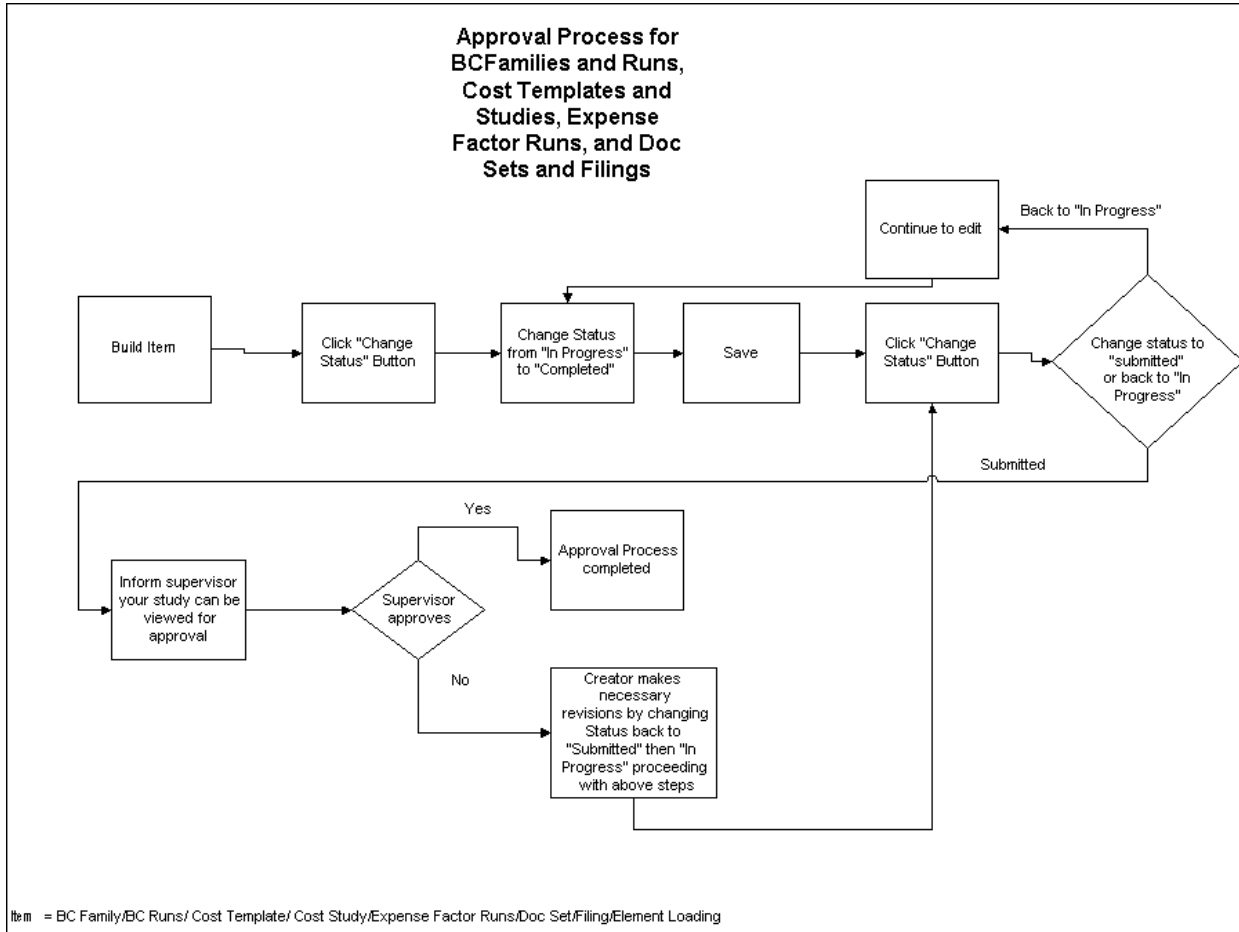 Approval Process for
BCFamilies and Runs,
Cost Templates and
Studies, Expense
Factor Runs, and Doc
Sets and Filings
Back to "In Progress"
Continue to edit
Build Item
Click "Change
Status" Button
Change Status
from "In Progress"
to "Completed"
Save
Click "Change
Status" Button
Change status to
"submitted"
or back to "In
Progress"
Submitted
Yes
Approval Process
completed
Inform supervisor
your study can be
viewed for
approval
Supervisor
approves
No
Creator makes
necessary
revisions by changing
Status back to
"Submitted" then "In
Progress" proceeding
with above steps
Item = BC Family/BC Runs/ Cost Template/ Cost Study/Expense Factor Runs/Doc Set/Filing/Element Loading